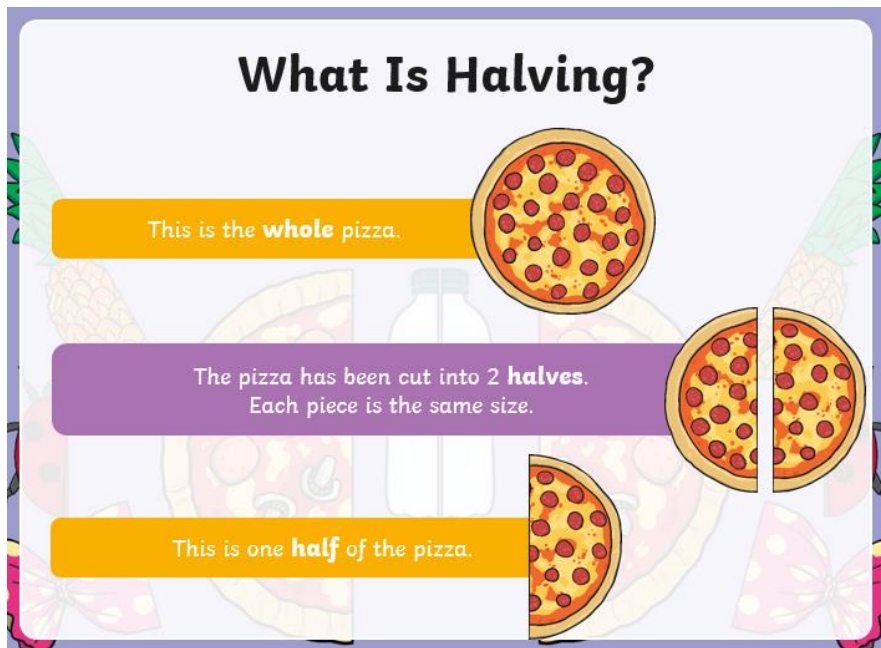 What Is Halving?
This is the whole pizza.
The pizza has been cut into 2 halves.
Each piece is the same size.
This is one half of the pizza.